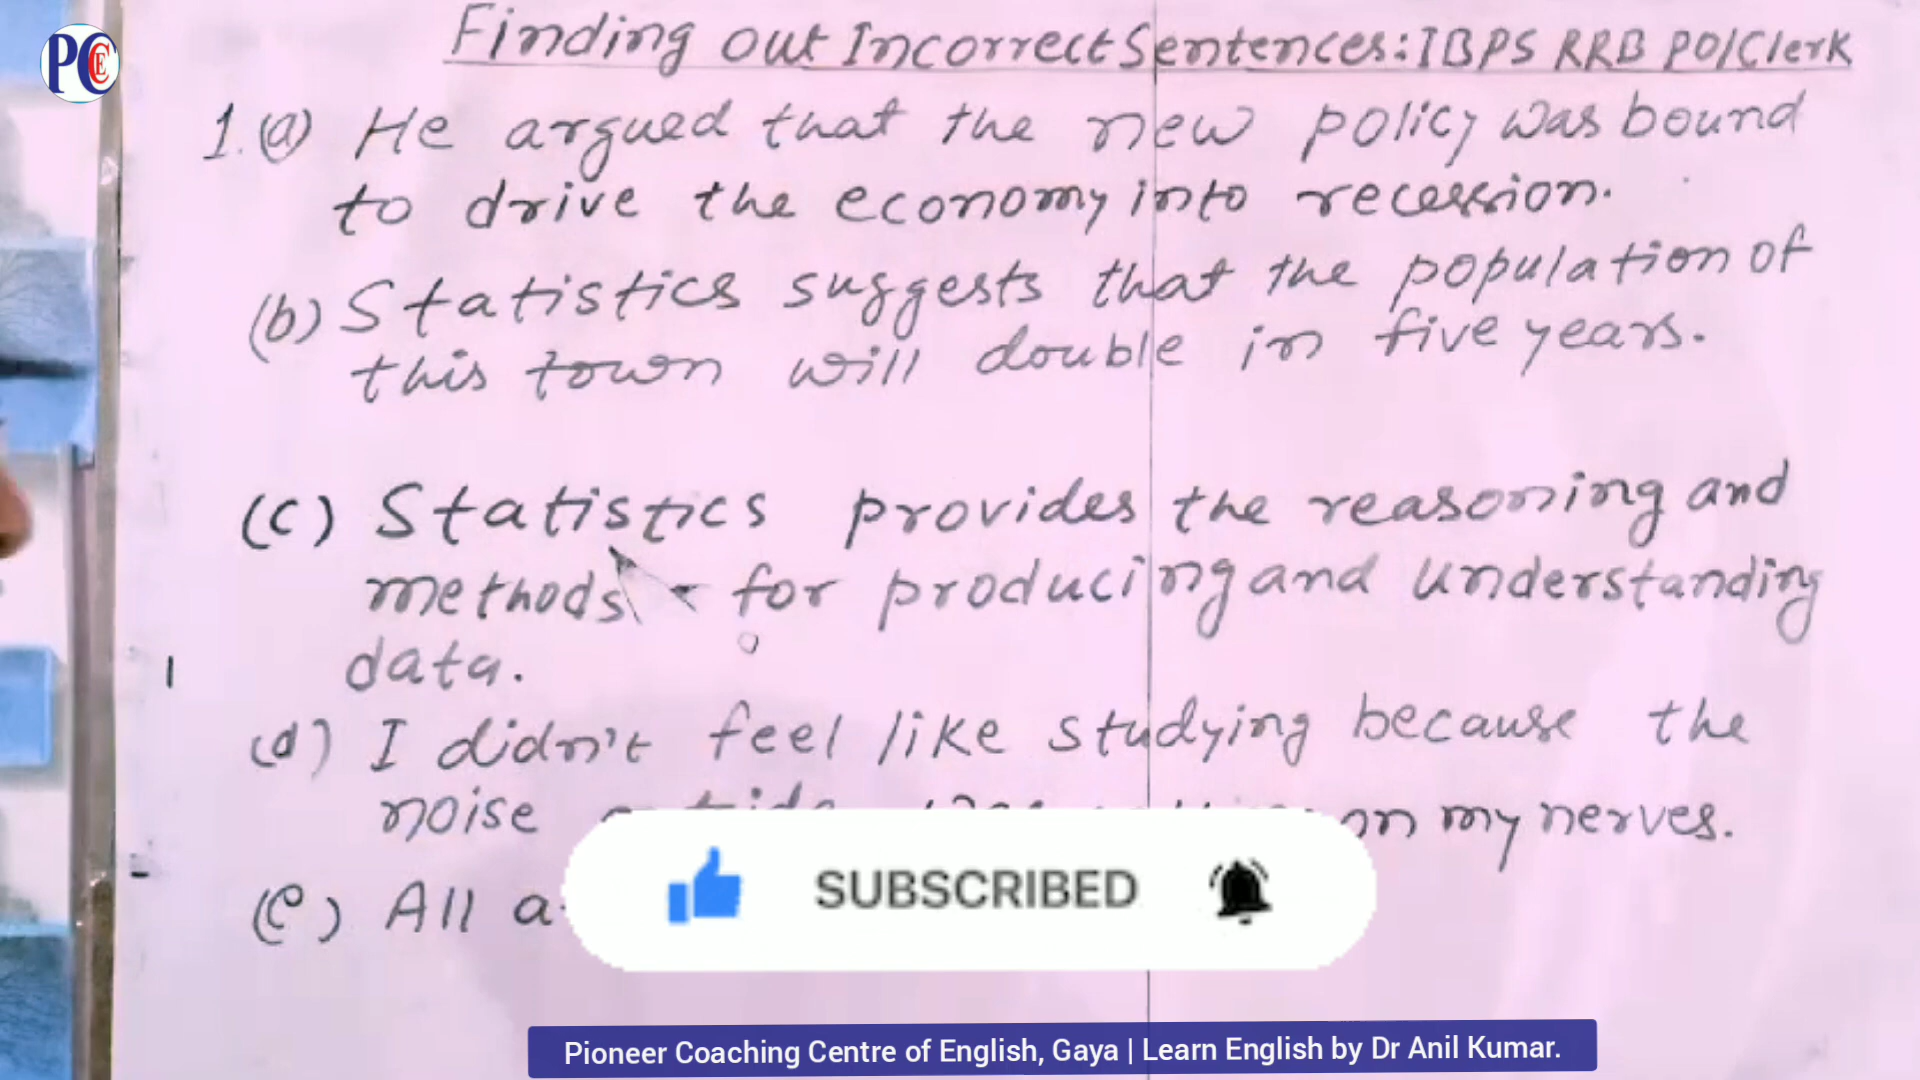 PCCE
Finding out Incorrect Sentences: IBPS RRB PO/Clerk
1. (a) He argued that the new policy was bound
to drive the economy into recession.
(b) Statistics suggests that the population of
this town will double in five years.
(c) Statistics provides the reasoning and
methods for producing and understanding
data.
(d) I didn't feel like studying because the
noise on my nerves.
(e) All
SUBSCRIBED
Pioneer Coaching Centre of English, Gaya | Learn English by Dr Anil Kumar.